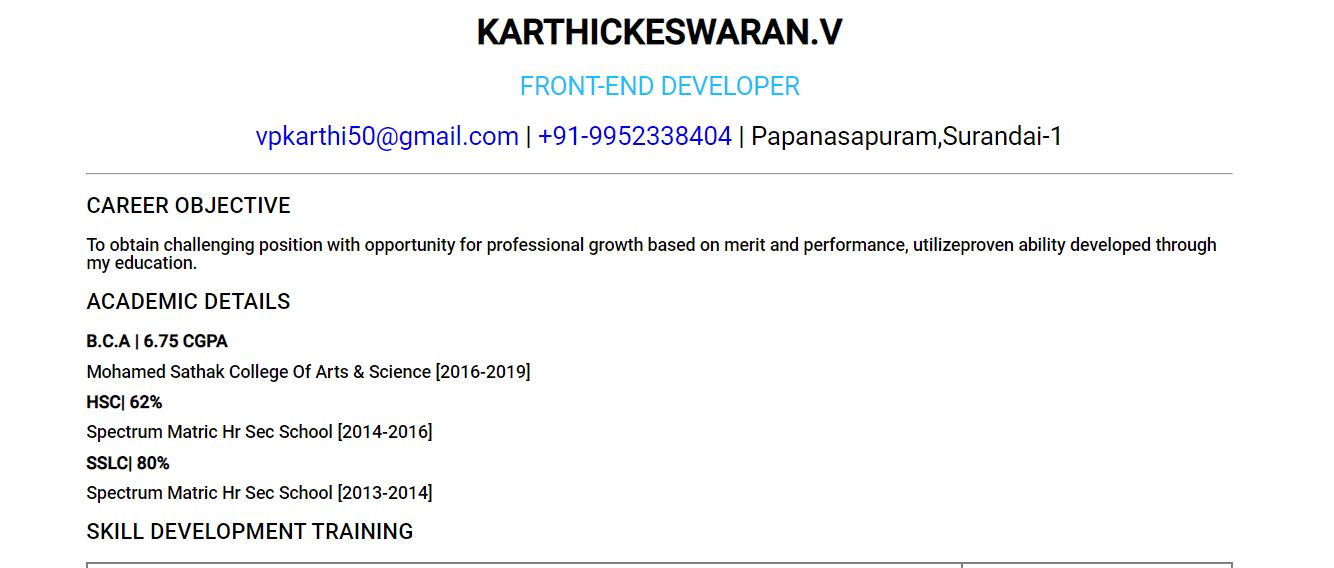 KARTHICKESWARAN.V
FRONT-END DEVELOPER
vpkarthi50@gmail.com | +91-9952338404 | Papanasapuram,Surandai-1
CAREER OBJECTIVE
To obtain challenging position with opportunity for professional growth based on merit and performance, utilizeproven ability developed through
my education.
ACADEMIC DETAILS
B.C.A | 6.75 CGPA
Mohamed Sathak College Of Arts & Science [2016-2019]
HSC| 62%
Spectrum Matric Hr Sec School [2014-2016]
SSLC| 80%
Spectrum Matric Hr Sec School [2013-2014]
SKILL DEVELOPMENT TRAINING